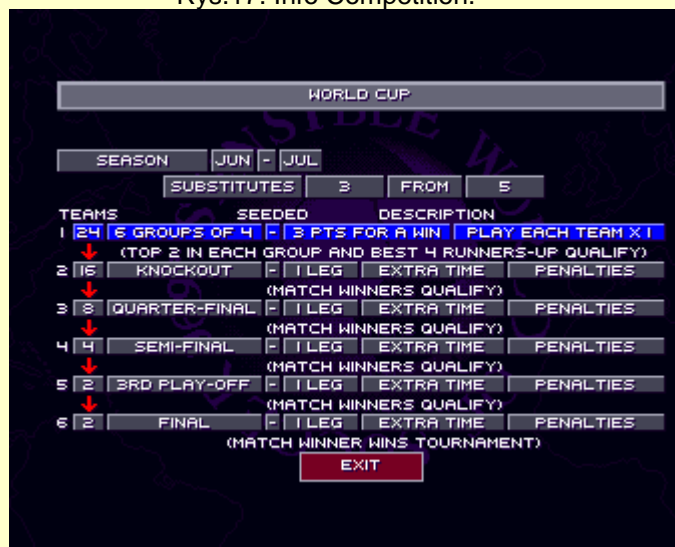 Rys.17. Info Competition.
WORLD CUP
SEASON JUN - JUL
SUBSTITUTES 3 FROM 5
TEAMS SEEDED DESCRIPTION
1 24 6 GROUPS OF 4 - 3 PTS FOR A WIN PLAY EACH TEAM X 1
(TOP 2 IN EACH GROUP AND BEST 4 RUNNERS-UP QUALIFY)
2 16 KNOCKOUT - 1 LEG EXTRA TIME PENALTIES
(MATCH WINNERS QUALIFY)
3 8 QUARTER-FINAL - 1 LEG EXTRA TIME PENALTIES
(MATCH WINNERS QUALIFY)
4 4 SEMI-FINAL - 1 LEG EXTRA TIME PENALTIES
(MATCH WINNERS QUALIFY)
5 2 3RD PLAY-OFF - 1 LEG EXTRA TIME PENALTIES
(MATCH WINNERS QUALIFY)
6 2 FINAL - 1 LEG EXTRA TIME PENALTIES
(MATCH WINNER WINS TOURNAMENT)
EXIT